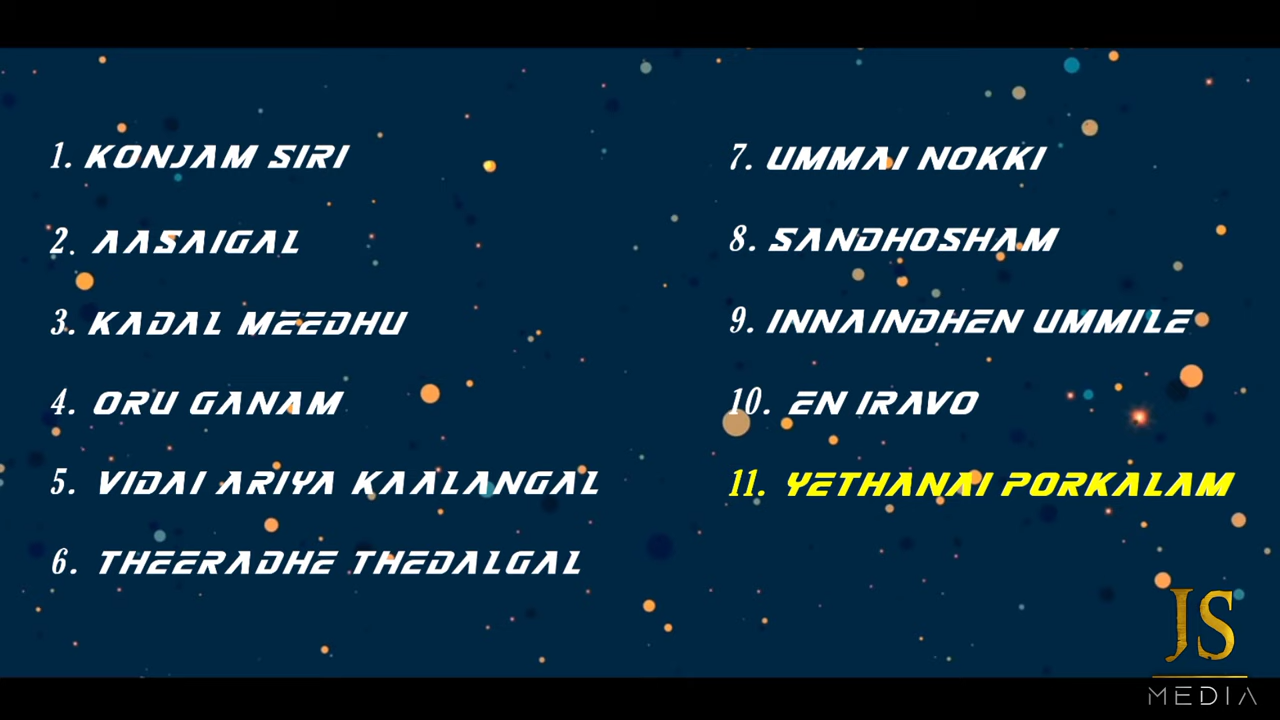 1. KONJAM SIRI
2. AASAIGAL
3. KADAL MEEDHU
4. ORU GANAM
5. VIDAI ARIYA KAALANGAL
6. THEERADHE THEDALGAL
7. UMMAI NOKKI
8. SANDHOSHAM
9. INNAINDHEN UMMILE
10. EN IRAVO
11. YETHANAI PORKALAM
JS
MEDIA